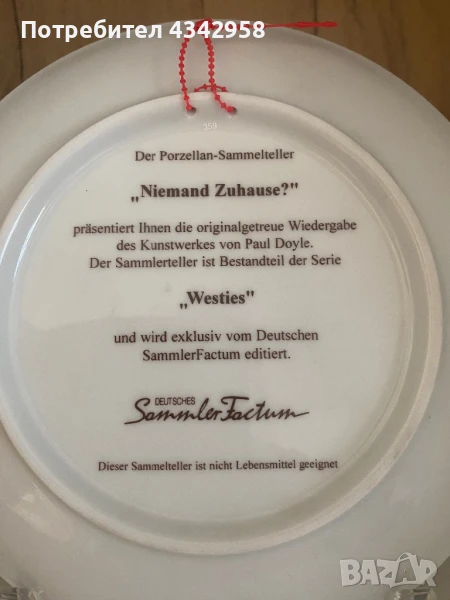 Потребител 4342958
353
Der Porzellan-Sammelteller
„Niemand Zuhause?"
präsentiert Ihnen die originalgetreue Wiedergabe
des Kunstwerkes von Paul Doyle.
Der Sammlerteller ist Bestandteil der Serie
„Westies"
und wird exklusiv vom Deutschen
SammlerFactum editiert.
DEUTSCHES
SammlerFactum
Dieser Sammelteller ist nicht Lebensmittel geeignet
BAZAR